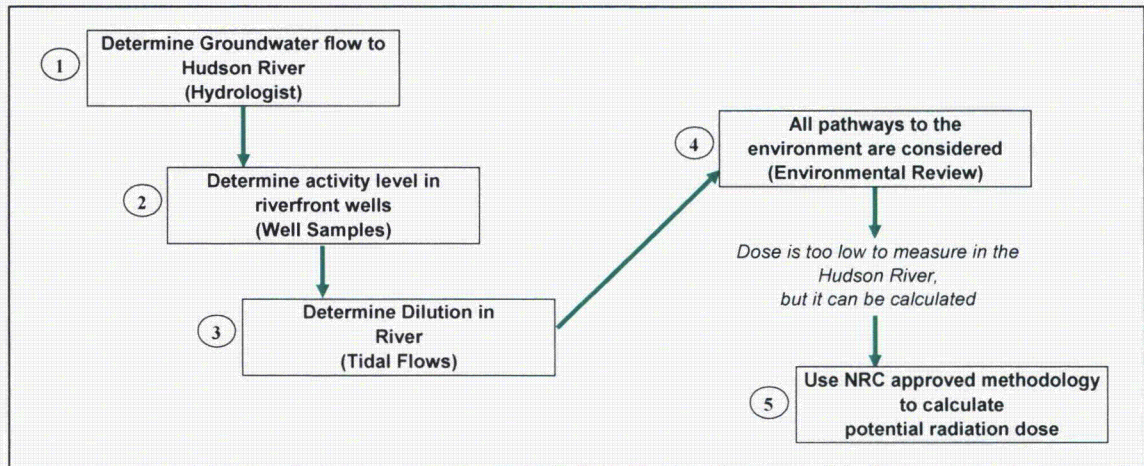 1
Determine Groundwater flow to
Hudson River
(Hydrologist)
2
Determine activity level in
riverfront wells
(Well Samples)
3
Determine Dilution in
River
(Tidal Flows)
4
All pathways to the
environment are considered
(Environmental Review)
Dose is too low to measure in the
Hudson River,
but it can be calculated
5
Use NRC approved methodology
to calculate
potential radiation dose